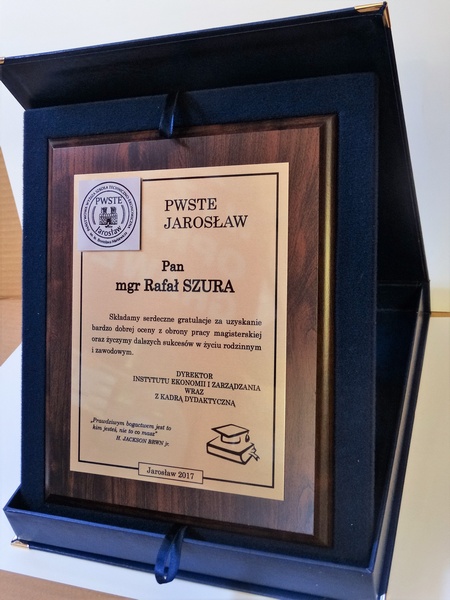 PWSTE
Jarosław
PWSTE
JAROSŁAW
Pan
mgr Rafał SZURA
Składamy serdeczne gratulacje za uzyskanie
bardzo dobrej oceny z obrony pracy magisterskiej
oraz życzymy dalszych sukcesów w życiu rodzinnym
i zawodowym.
DYREKTOR
INSTYTUTU EKONOMII I ZARZĄDZANIA
WRAZ
Z KADRĄ DYDAKTYCZNĄ
„Prawdziwym bogactwem jest to
kim jesteś, nie to co masz"
H. JACKSON BRWN jr.
Jarosław 2017